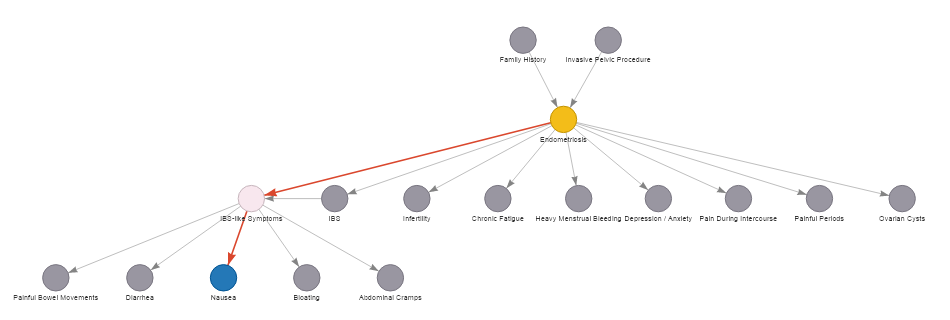 Family History
Invasive Pelvic Procedure
Endometriosis
IBS-like Symptoms
IBS
Infertility
Chronic Fatigue
Heavy Menstrual Bleeding
Depression / Anxiety
Pain During Intercourse
Painful Periods
Ovarian Cysts
Painful Bowel Movements
Diarrhea
Nausea
Bloating
Abdominal Cramps